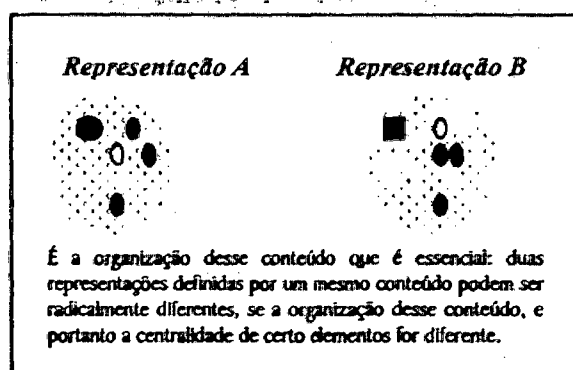 Representação A Representação B
É a organização desse conteúdo que é essencial: duas
representações definidas por um mesmo conteúdo podem ser
radicalmente diferentes, se a organização desse conteúdo, e
portanto a centralidade de certo elementos for diferente.